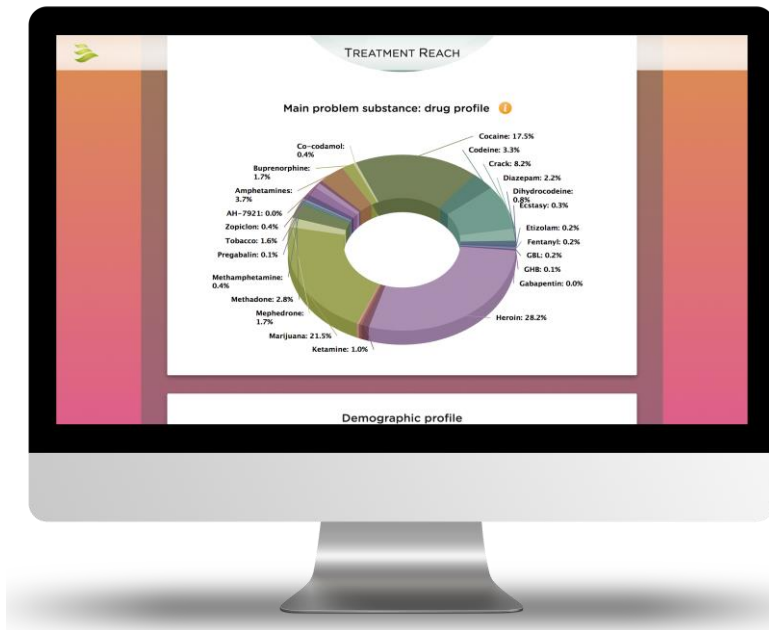 TREATMENT REACH
Main problem substance: drug profile
Cocaine: 17.5%
Codeine: 3.3%
Crack: 8.2%
Diazepam: 2.2%
Dihydrocodeine:
0.8%
Ecstasy: 0.3%
Etizolam: 0.2%
Fentanyl: 0.2%
GBL: 0.2%
GHB: 0.1%
Gabapentin: 0.0%
Heroin: 28.2%
Ketamine: 1.0%
Marijuana: 21.5%
Mephedrone:
1.7%
Methadone: 2.8%
Methamphetamine:
0.4%
Pregabalin: 0.1%
Tobacco: 1.6%
Zopiclon: 0.4%
AH-7921: 0.0%
Amphetamines:
3.7%
Buprenorphine:
1.7%
Co-codamol:
0.4%
Demographic profile